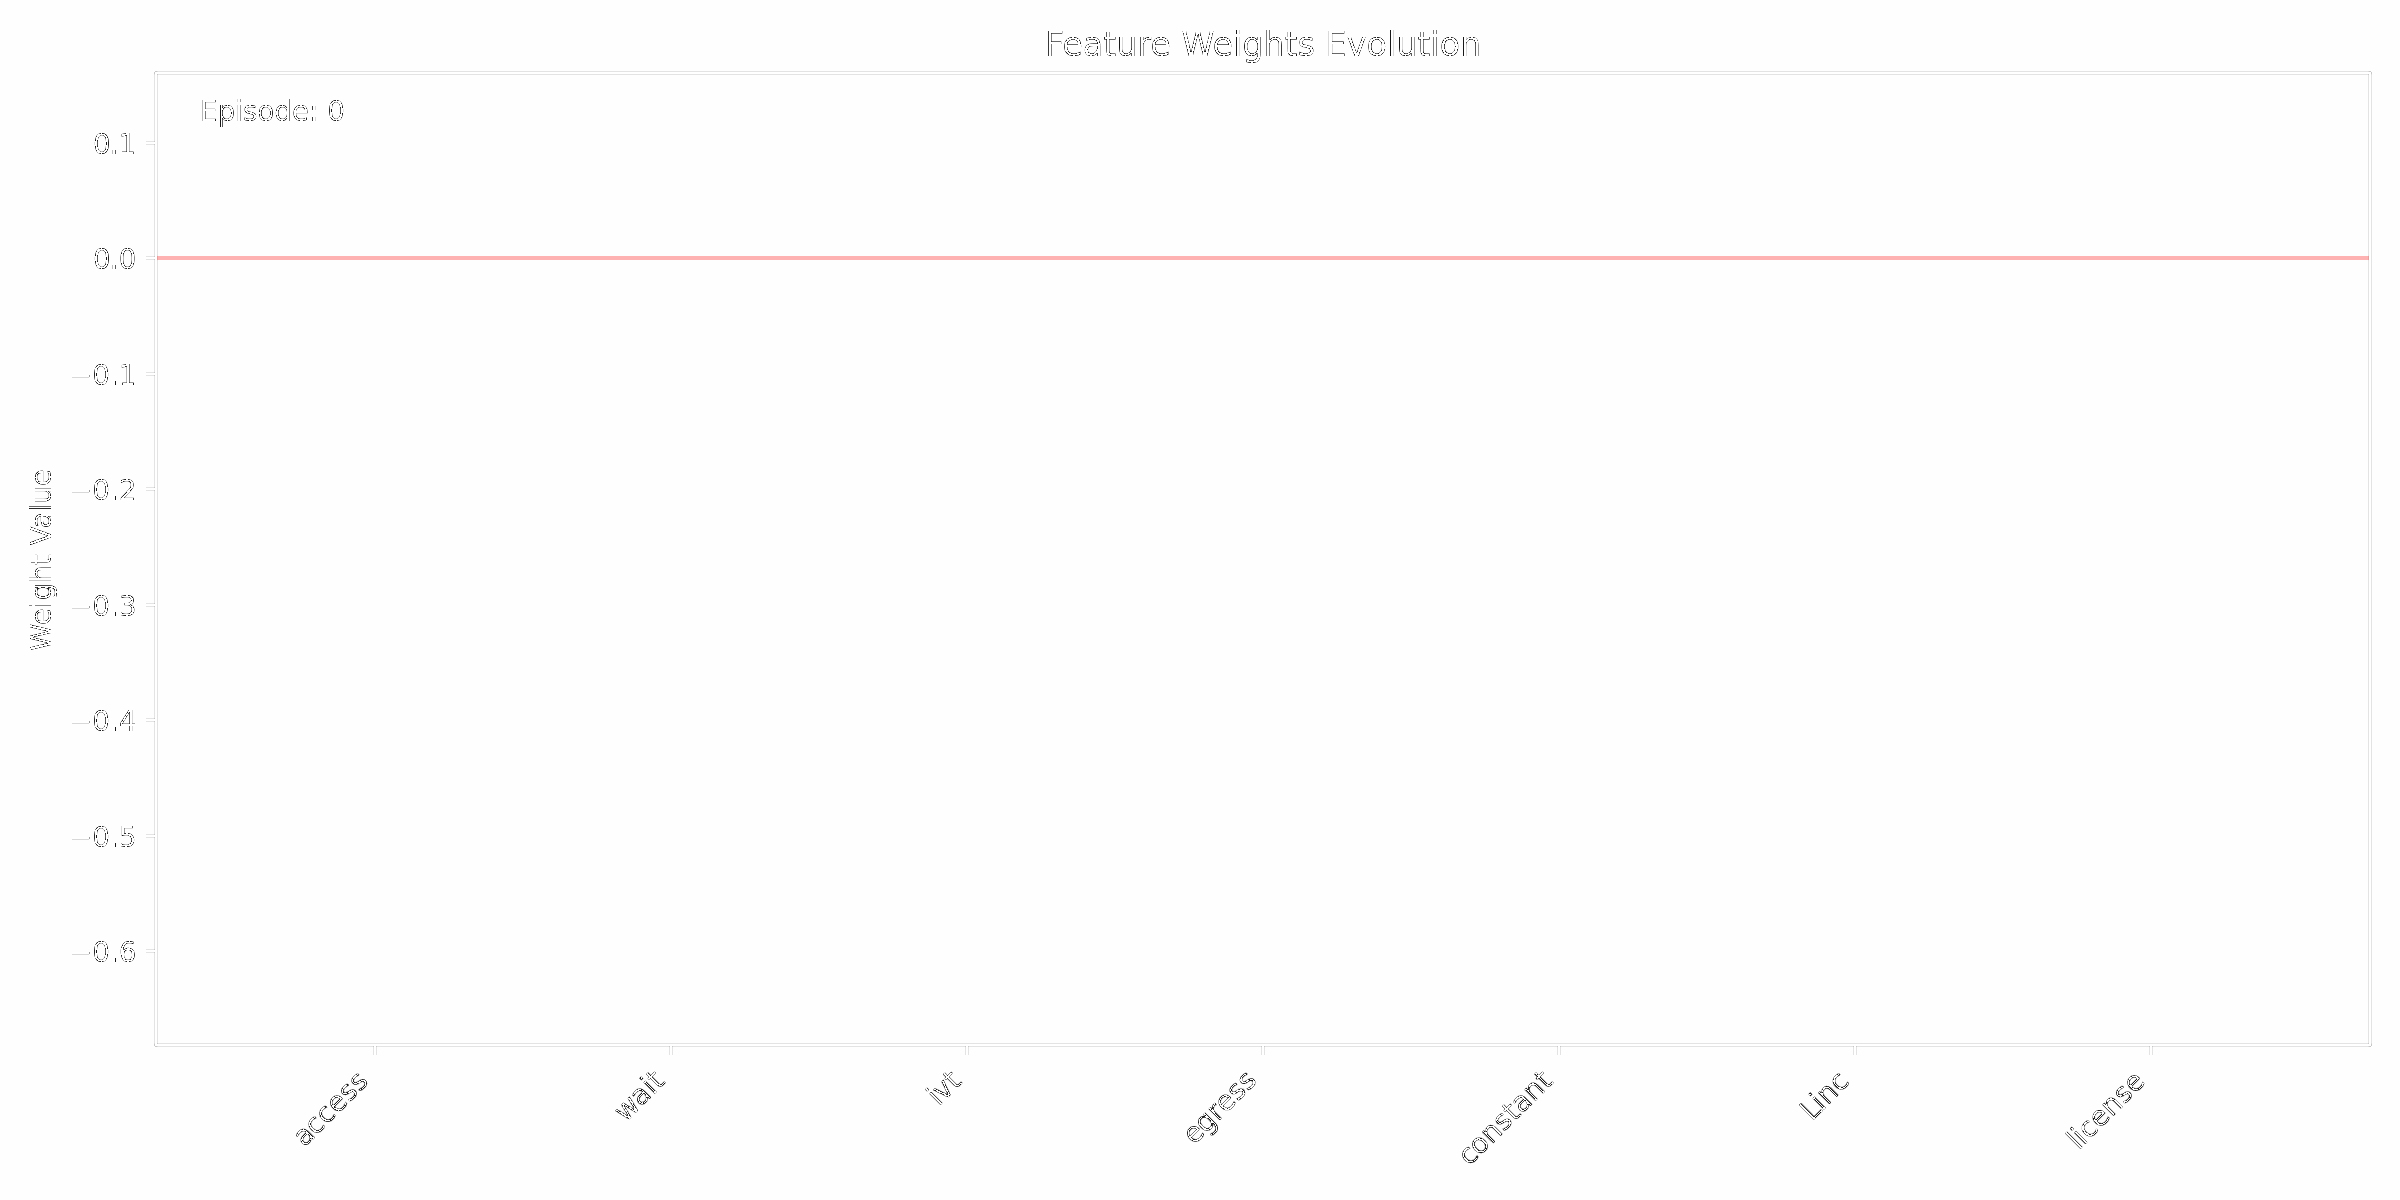 Feature Weights Evolution
Episode: 0
0.1
0.0
−0.1
−0.2
−0.3
−0.4
−0.5
−0.6
Weight Value
access
wait
ivt
egress
constant
Linc
license